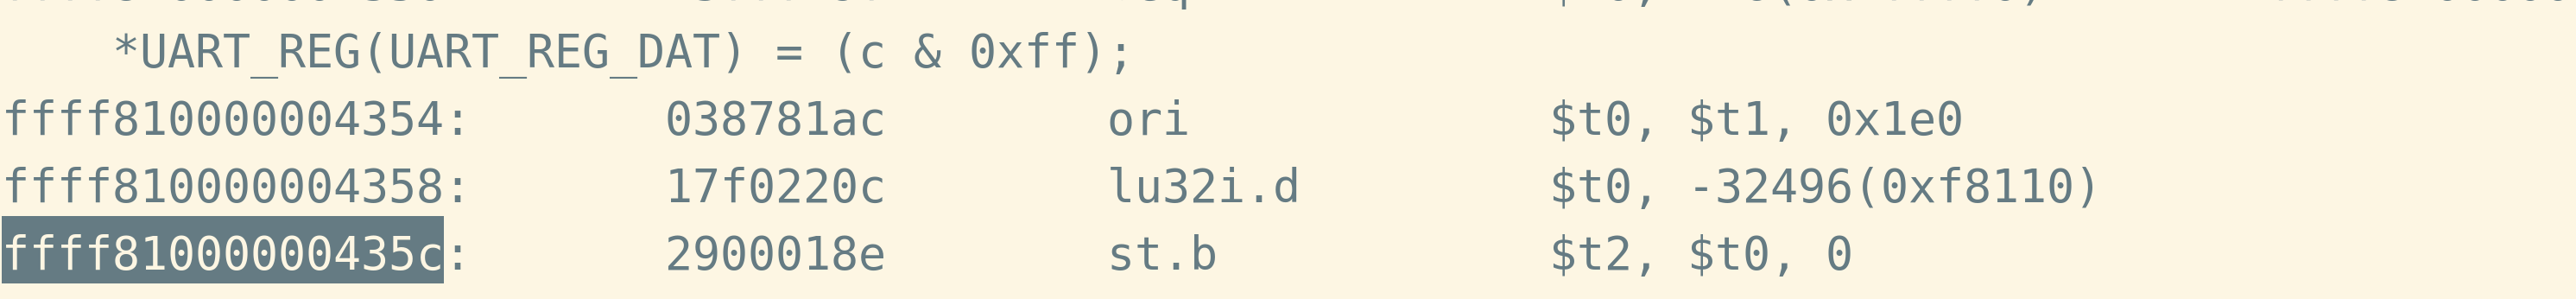 *UART_REG(UART_REG_DAT) = (c & 0xff);
ffff810000004354: 038781ac ori $t0, $t1, 0x1e0
ffff810000004358: 17f0220c lu32i.d $t0, -32496(0xf8110)
ffff81000000435c: 2900018e st.b $t2, $t0, 0